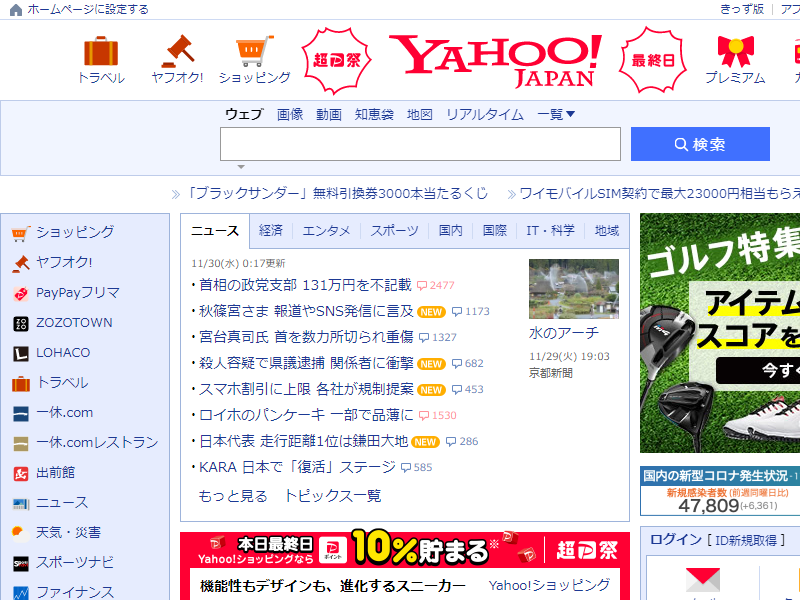 ホームページに設定する
きっず版
トラベル
ヤフオク!
ショッピング
超PayPay祭
YAHOO!
JAPAN
最終日
プレミアム
ウェブ 画像 動画 知恵袋 地図 リアルタイム 一覧▼
検索
「ブラックサンダー」無料引換券3000本当たるくじ
ワイモバイルSIM契約で最大23000円相当もらえ
ショッピング
ヤフオク!
PayPayフリマ
ZOZOTOWN
LOHACO
トラベル
一休.com
一休.comレストラン
出前館
ニュース
天気・災害
スポーツナビ
ファイナンス
ニュース 経済 エンタメ スポーツ 国内 国際 IT・科学 地域
11/30(水) 0:17更新
・首相の政党支部 131万円を不記載 2477
・秋篠宮さま 報道やSNS発信に言及 NEW 1173
・宮台真司氏 首を数カ所切られ重傷 1327
・殺人容疑で県議逮捕 関係者に衝撃 NEW 682
・スマホ割引に上限 各社が規制提案 NEW 453
・ロイホのパンケーキ 一部で品薄に 1530
・日本代表 走行距離1位は鎌田大地 NEW 286
・KARA 日本で「復活」ステージ 585
もっと見る トピックス一覧
水のアーチ
11/29(火) 19:03
京都新聞
本日最終日
Yahoo!ショッピングなら
ポイント
10%貯まる※
超P祭
機能性もデザインも、進化するスニーカー Yahoo!ショッピング
ゴルフ特集
アイテム
スコアを
今す
国内の新型コロナ発生状況
新規感染者数 (前週同曜日比)
47,809(+6,361)
ログイン [ ID新規取得 ]